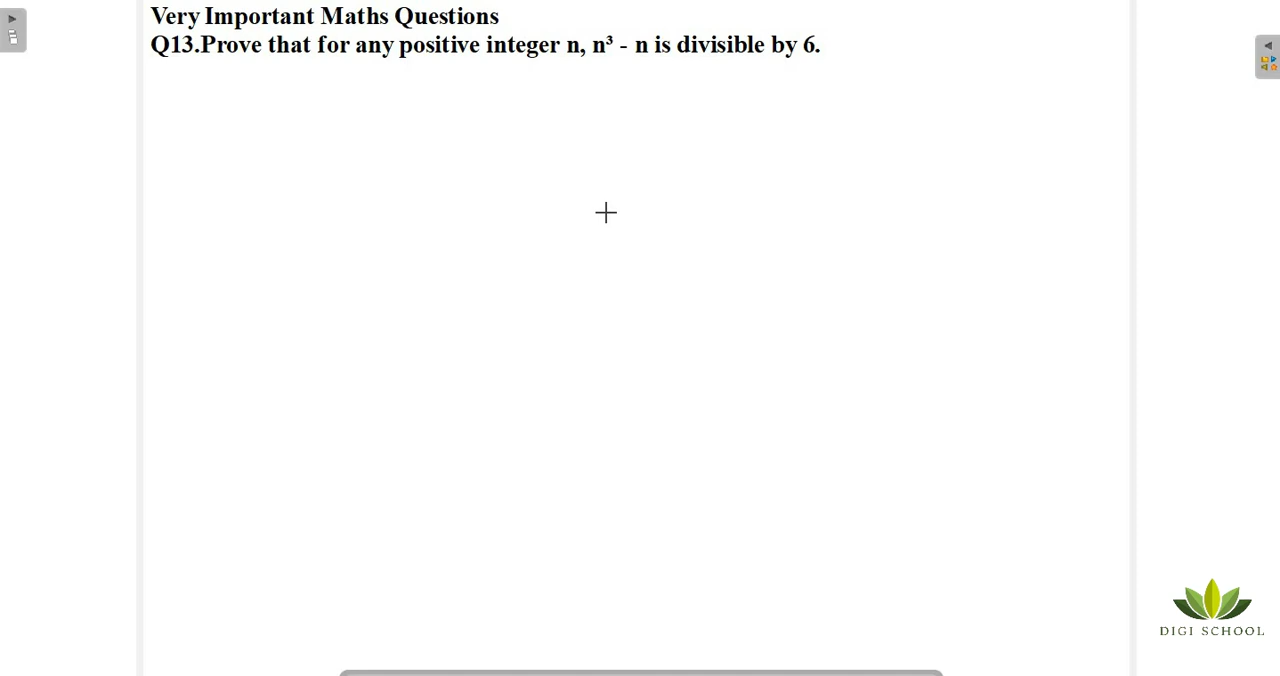 Very Important Maths Questions
Q13.Prove that for any positive integer n, n³ - n is divisible by 6.
DIGI SCHOOL